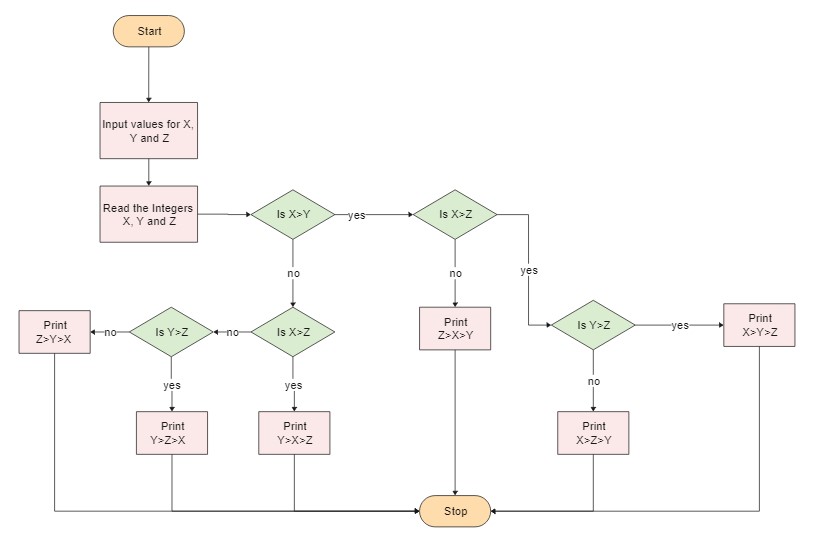 Start
Input values for X,
Y and Z
Read the Integers
X, Y and Z
Is X>Y
yes
Is X>Z
no
no
yes
Print
Z>Y>X
no
Is Y>Z
no
Is X>Z
Print
Z>X>Y
Is Y>Z
yes
Print
X>Y>Z
yes
yes
no
Print
Y>Z>X
Print
Y>X>Z
Print
X>Z>Y
Stop